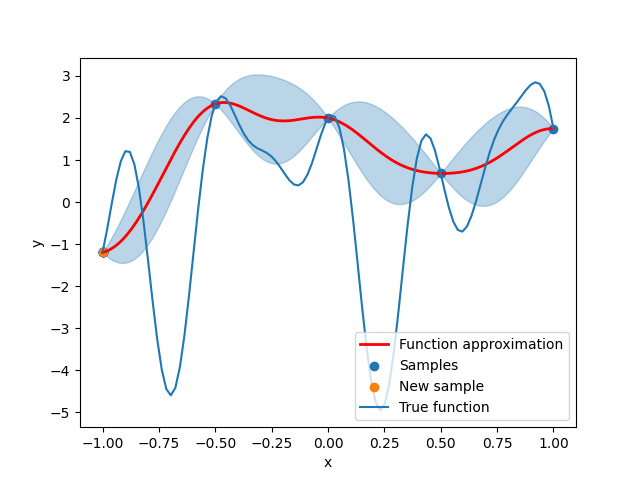 3
2
1
0
−1
−2
−3
−4
−5
y
Function approximation
Samples
New sample
True function
−1.00 −0.75 −0.50 −0.25 0.00 0.25 0.50 0.75 1.00
x